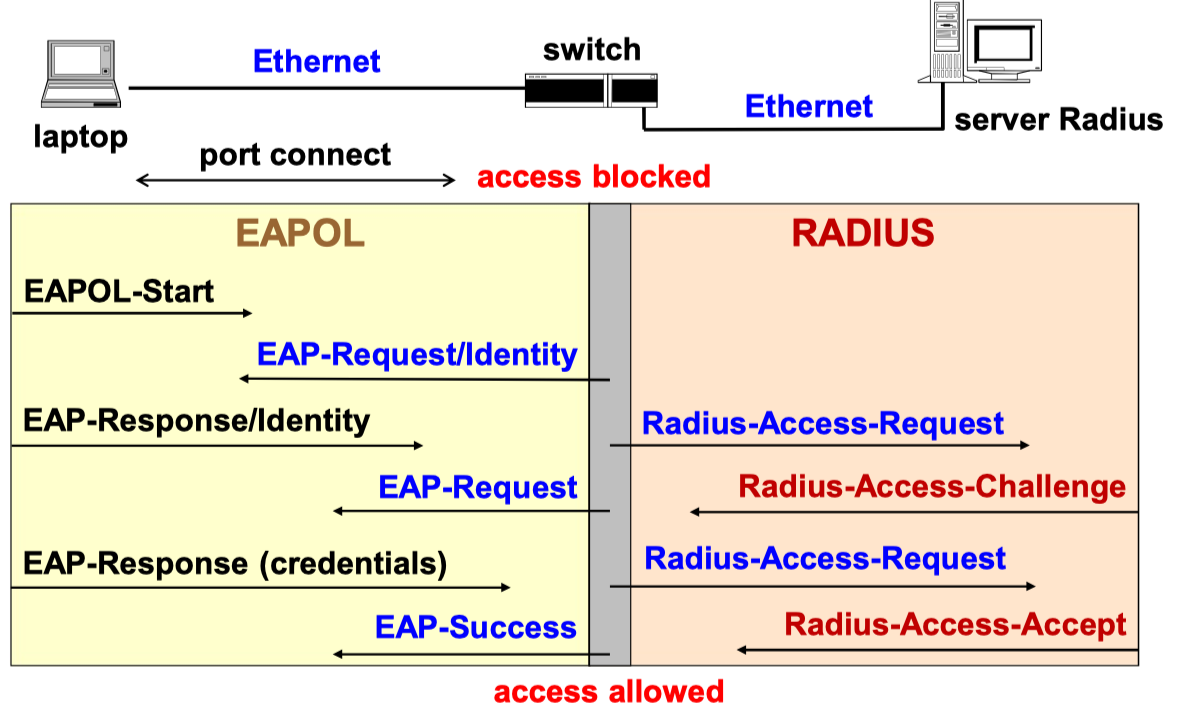 switch
Ethernet
Ethernet
server Radius
laptop
port connect
access blocked
EAPOL
RADIUS
EAPOL-Start
EAP-Request/Identity
EAP-Response/Identity
Radius-Access-Request
EAP-Request
Radius-Access-Challenge
EAP-Response (credentials)
Radius-Access-Request
EAP-Success
Radius-Access-Accept
access allowed